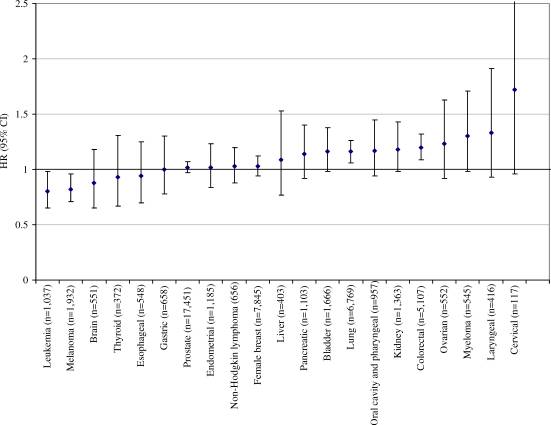 2.5
2
1.5
1
0.5
0
HR (95% CI)
Leukemia (n=1,037)
Melanoma (n=1,932)
Brain (n=551)
Thyroid (n=372)
Esophageal (n=548)
Gastric (n=658)
Prostate (n=17,451)
Endometrial (n=1,185)
Non-Hodgkin lymphoma (656)
Female breast (n=7,845)
Liver (n=403)
Pancreatic (n=1,103)
Bladder (n=1,666)
Lung (n=6,769)
Oral cavity and pharyngeal (n=957)
Kidney (n=1,363)
Colorectal (n=5,107)
Ovarian (n=552)
Myeloma (n=545)
Laryngeal (n=416)
Cervical (n=117)